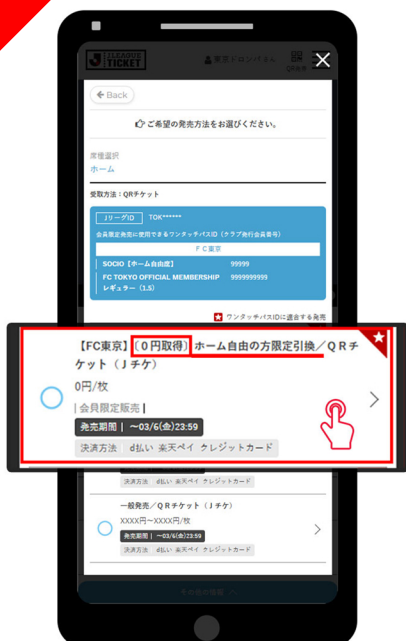 J.LEAGUE
TICKET
東京ドロンパさん
QR表示
← Back
ご希望の発売方法をお選びください。
席種選択
ホーム
受取方法：QRチケット
JリーグID TOK******
会員限定発売に使用できるワンタッチパスID（クラブ発行会員番号）
ＦＣ東京
SOCIO【ホーム自由席】 99999
FC TOKYO OFFICIAL MEMBERSHIP 9999999999
レギュラー（1.5）
ワンタッチパスIDに適合する発売
【FC東京】〔０円取得〕ホーム自由の方限定引換／ＱＲチ
ケット（Ｊチケ）
0円/枚
|会員限定販売|
発売期間｜ ～03/6(金)23:59
決済方法｜ d払い 楽天ペイ クレジットカード
決済方法｜ d払い 楽天ペイ クレジットカード
一般発売／ＱＲチケット（Ｊチケ）
XXXX円～XXXX円/枚
発売期間｜ ～03/6(金)23:59
決済方法｜ d払い 楽天ペイ クレジットカード